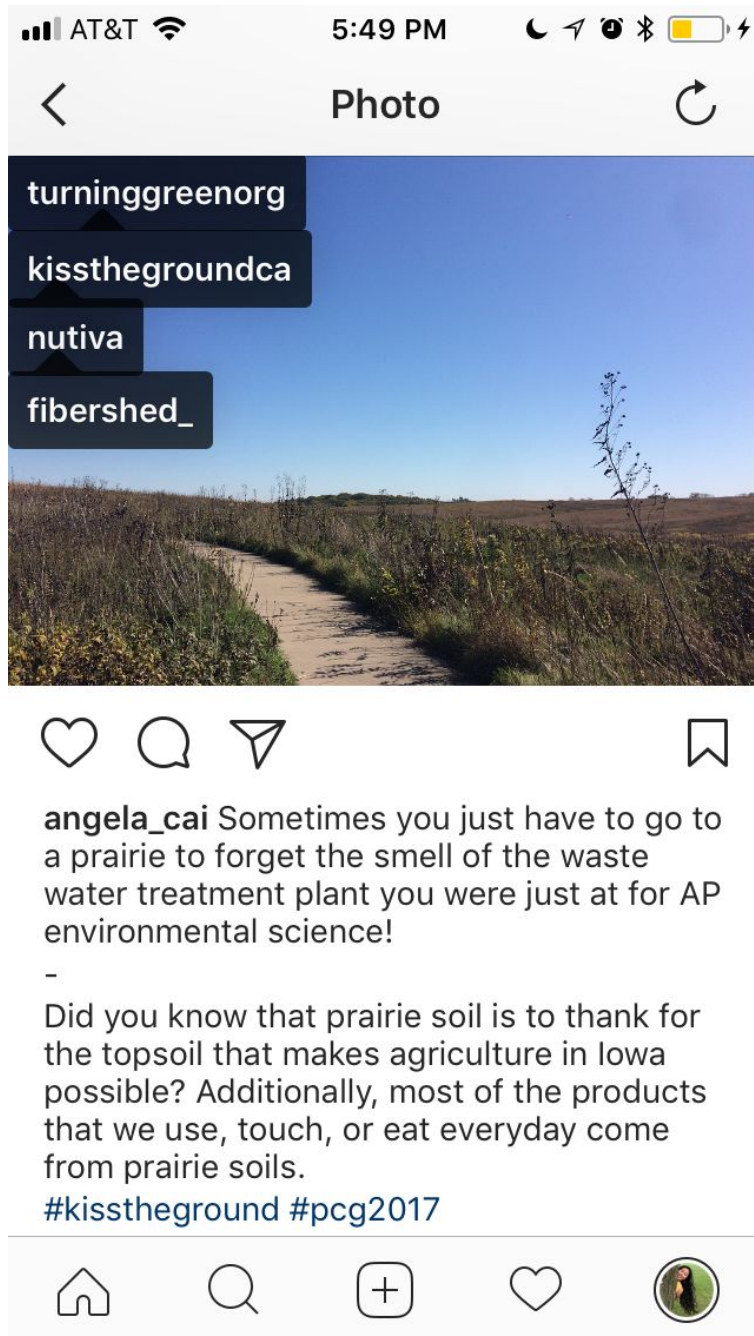 AT&T 5:49 PM
Photo
turninggreenorg
kissthegroundca
nutiva
fibershed_
angela_cai Sometimes you just have to go to
a prairie to forget the smell of the waste
water treatment plant you were just at for AP
environmental science!
-
Did you know that prairie soil is to thank for
the topsoil that makes agriculture in Iowa
possible? Additionally, most of the products
that we use, touch, or eat everyday come
from prairie soils.
#kisstheground #pcg2017